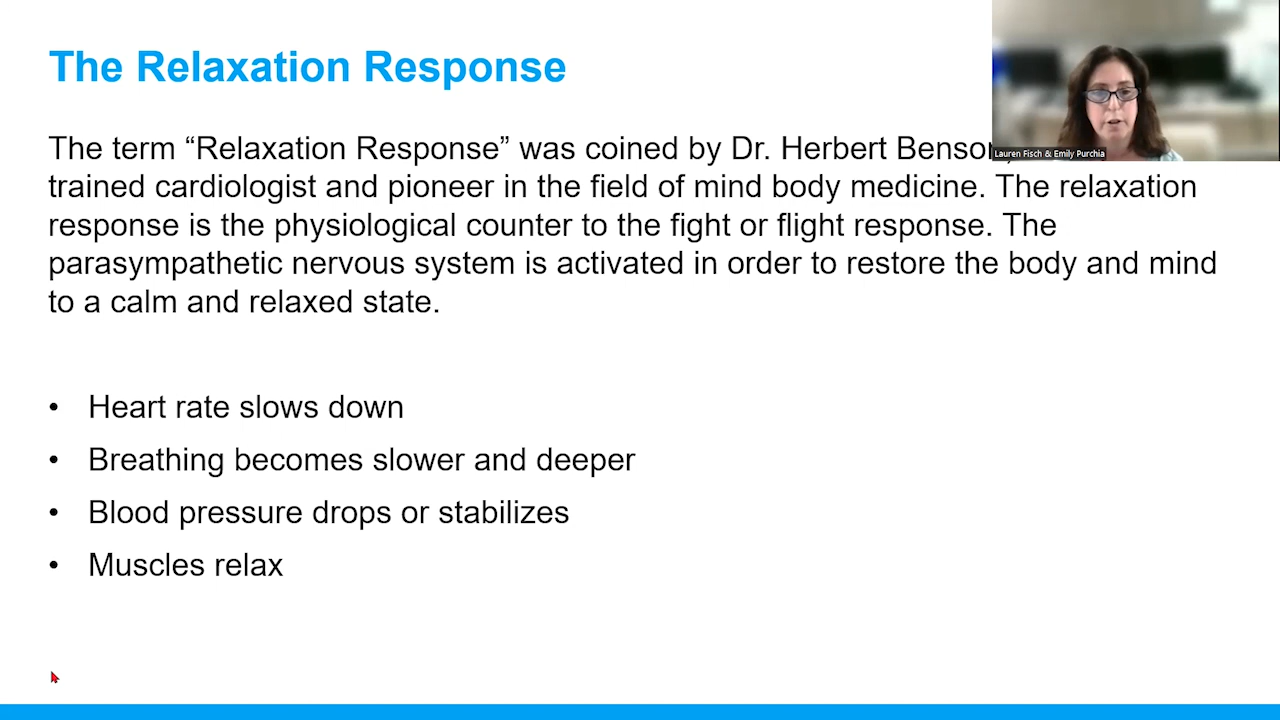 The Relaxation Response
The term “Relaxation Response” was coined by Dr. Herbert Benson,
trained cardiologist and pioneer in the field of mind body medicine. The relaxation
response is the physiological counter to the fight or flight response. The
parasympathetic nervous system is activated in order to restore the body and mind
to a calm and relaxed state.
• Heart rate slows down
• Breathing becomes slower and deeper
• Blood pressure drops or stabilizes
• Muscles relax
Lauren Fisch & Emily Purchia